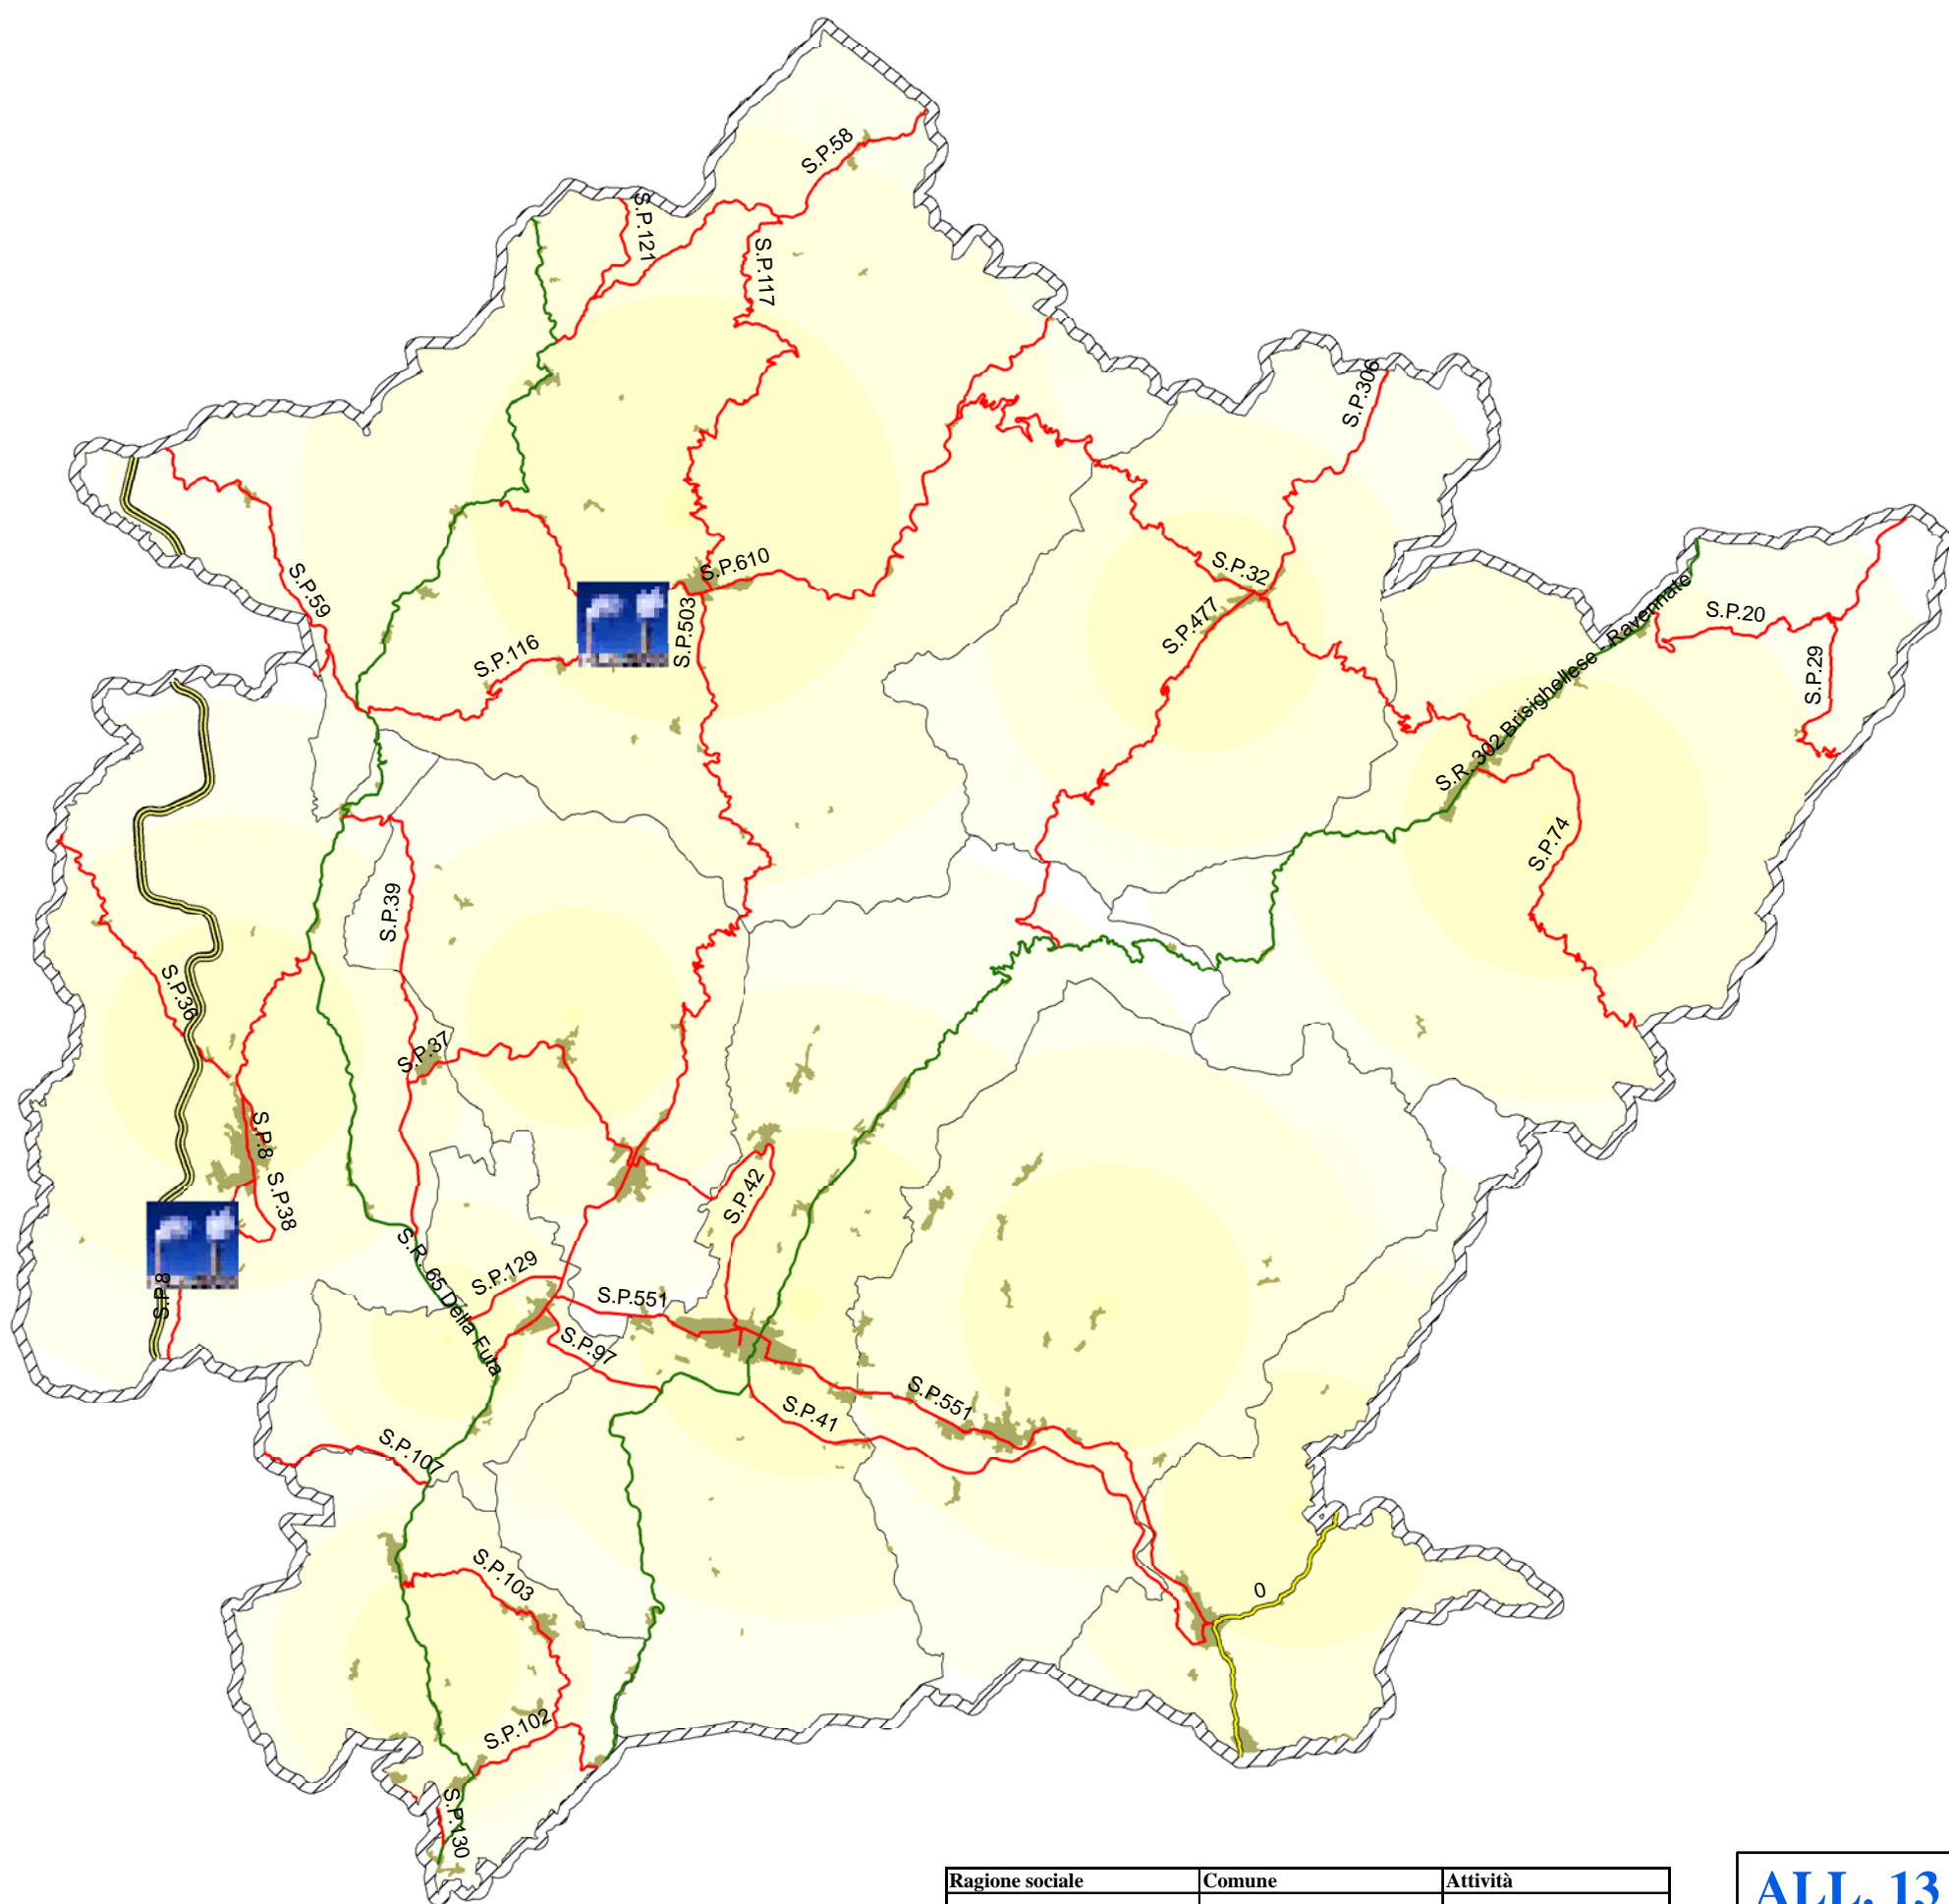 S.P.58
S.P.121
S.P.117
S.P.306
S.P.610
S.P.32
S.P.59
S.P.503
S.P.477
S.R. 302 Brisighellese - Ravennate
S.P.20
S.P.116
S.P.29
S.P.74
S.P.39
S.P.36
S.P.37
S.P.8
S.P.38
S.P.42
S.R. 65 Della Futa
S.P.129
S.P.8
S.P.551
S.P.97
S.P.551
S.P.41
S.P.107
S.P.103
0
S.P.102
S.P.130
Ragione sociale Comune Attività
ALL. 13